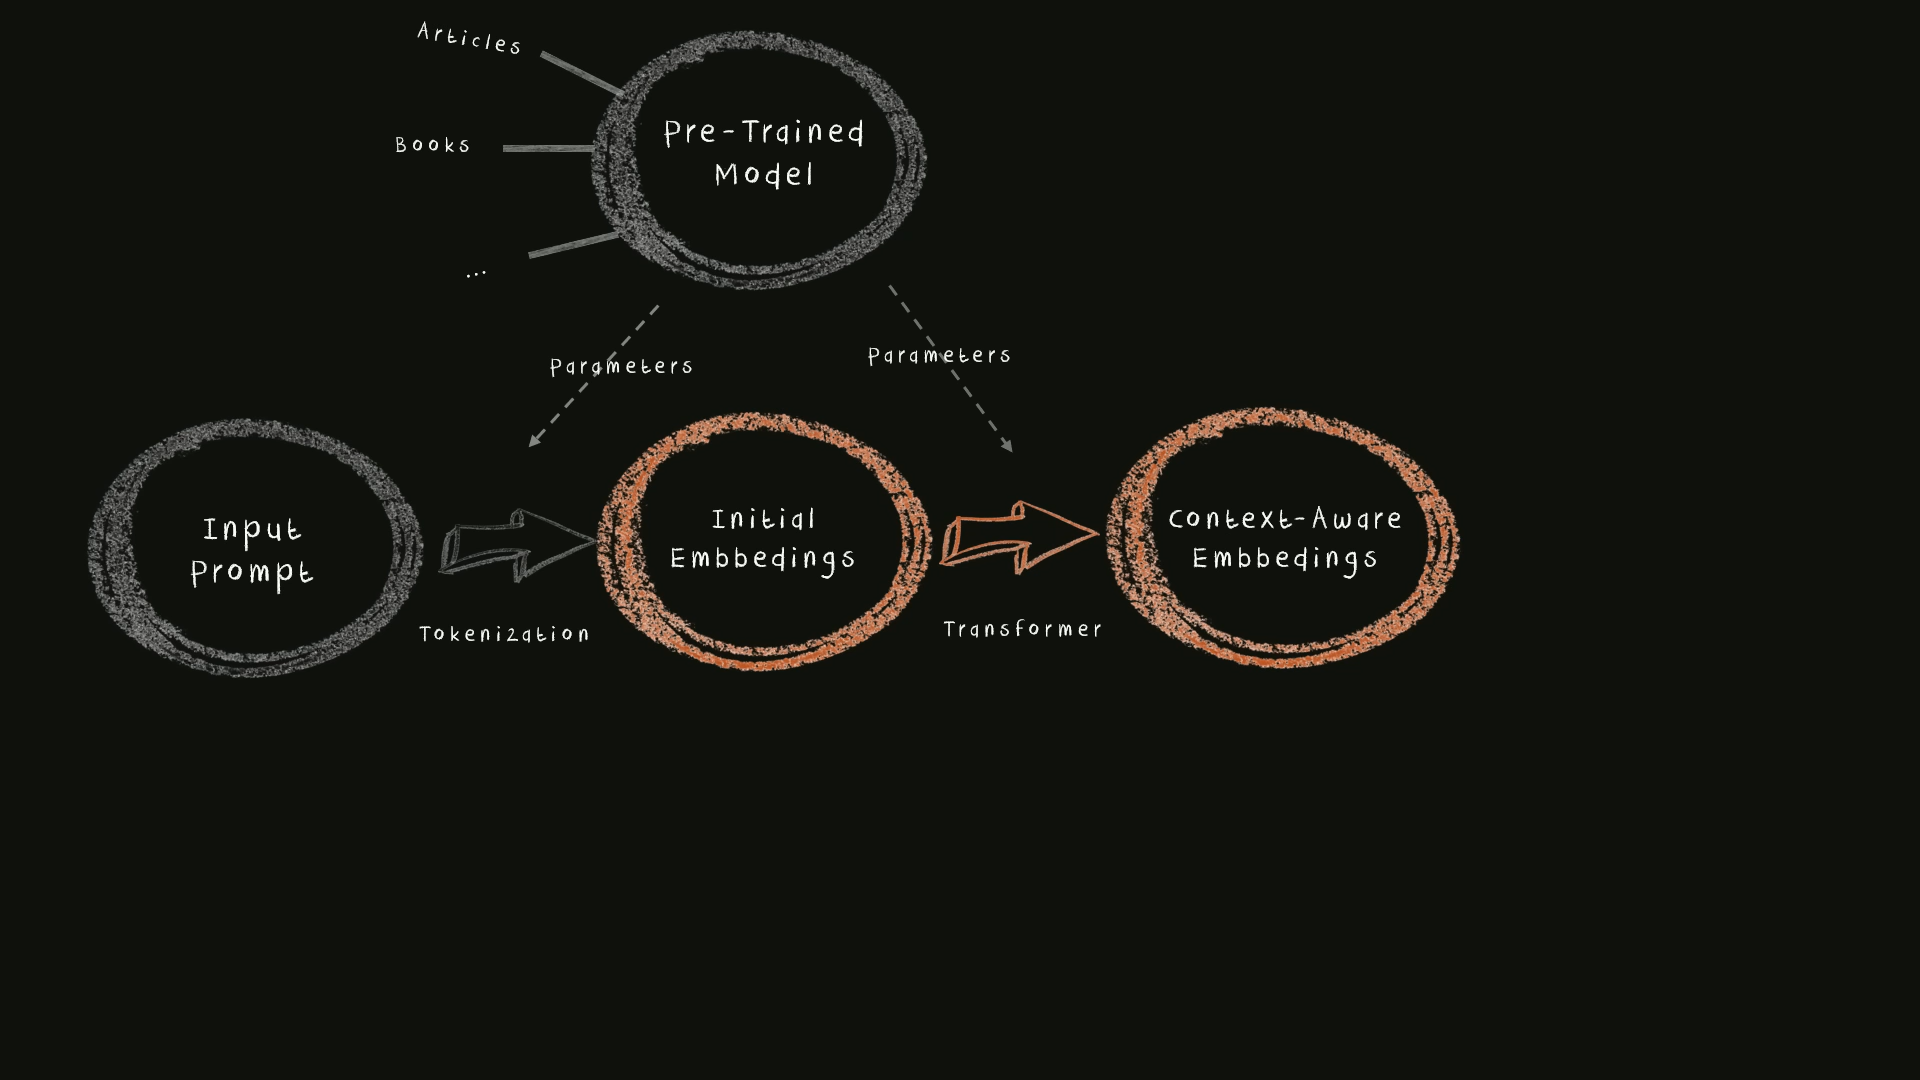 Articles
Books
...
Pre-Trained
Model
Parameters
Parameters
Input
Prompt
Tokenization
Initial
Embbedings
Transformer
Context-Aware
Embbedings